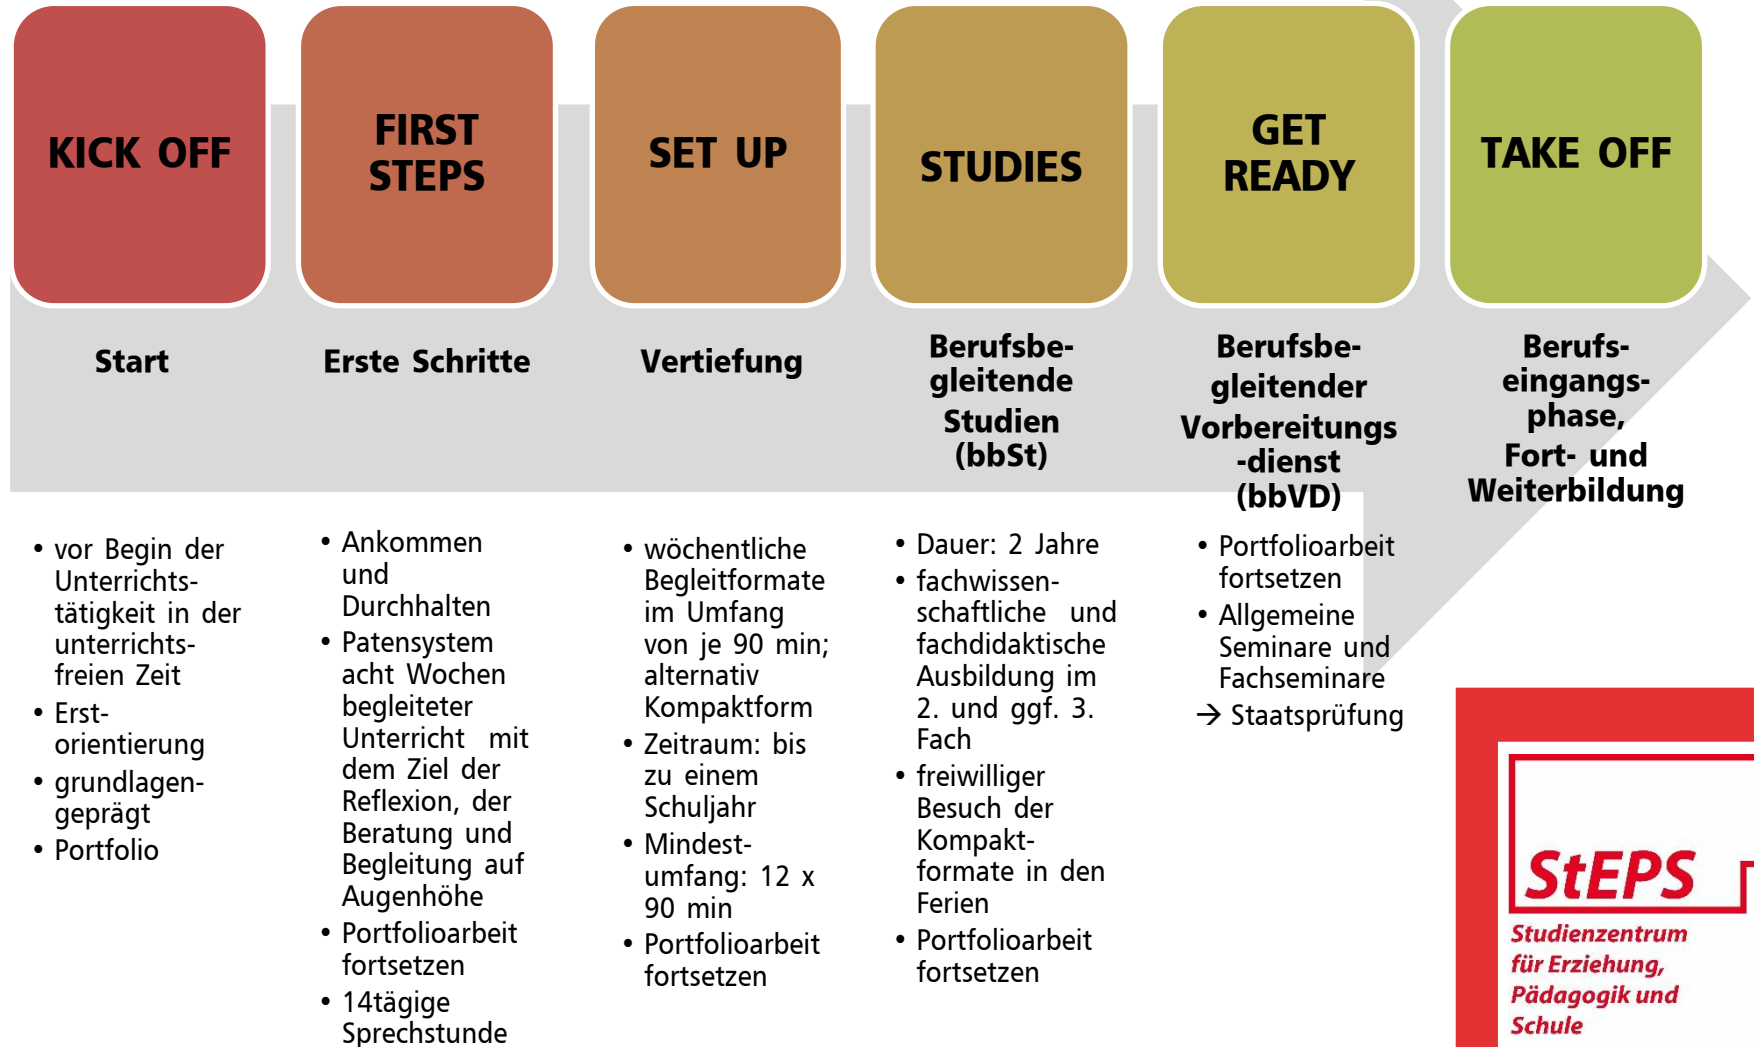 KICK OFF
FIRST
STEPS
SET UP
STUDIES
GET
READY
TAKE OFF
Start
Erste Schritte
Vertiefung
Berufsbe-
gleitende
Studien
(bbSt)
Berufsbe-
gleitender
Vorbereitungs
-dienst
(bbVD)
Berufs-
eingangs-
phase,
Fort- und
Weiterbildung
• vor Begin der
Unterrichts-
tätigkeit in der
unterrichts-
freien Zeit
• Erst-
orientierung
• grundlagen-
geprägt
• Portfolio
• Ankommen
und
Durchhalten
• Patensystem
acht Wochen
begleiteter
Unterricht mit
dem Ziel der
Reflexion, der
Beratung und
Begleitung auf
Augenhöhe
• Portfolioarbeit
fortsetzen
• 14tägige
Sprechstunde
• wöchentliche
Begleitformate
im Umfang
von je 90 min;
alternativ
Kompaktform
• Zeitraum: bis
zu einem
Schuljahr
• Mindest-
umfang: 12 x
90 min
• Portfolioarbeit
fortsetzen
• Dauer: 2 Jahre
• fachwissen-
schaftliche und
fachdidaktische
Ausbildung im
2. und ggf. 3.
Fach
• freiwilliger
Besuch der
Kompakt-
formate in den
Ferien
• Portfolioarbeit
fortsetzen
• Portfolioarbeit
fortsetzen
• Allgemeine
Seminare und
Fachseminare
→ Staatsprüfung
StEPS
Studienzentrum
für Erziehung,
Pädagogik und
Schule